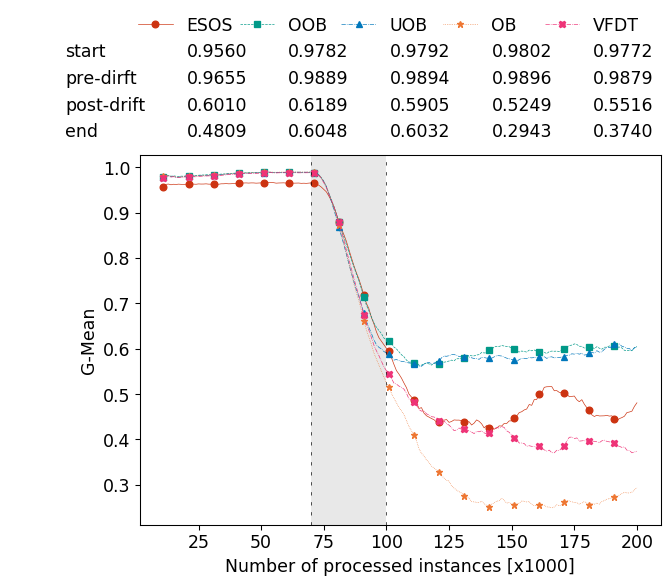 ESOS OOB UOB OB VFDT
start 0.9560 0.9782 0.9792 0.9802 0.9772
pre-dirft 0.9655 0.9889 0.9894 0.9896 0.9879
post-drift 0.6010 0.6189 0.5905 0.5249 0.5516
end 0.4809 0.6048 0.6032 0.2943 0.3740
1.0
0.9
0.8
0.7
0.6
0.5
0.4
0.3
G-Mean
25 50 75 100 125 150 175 200
Number of processed instances [x1000]